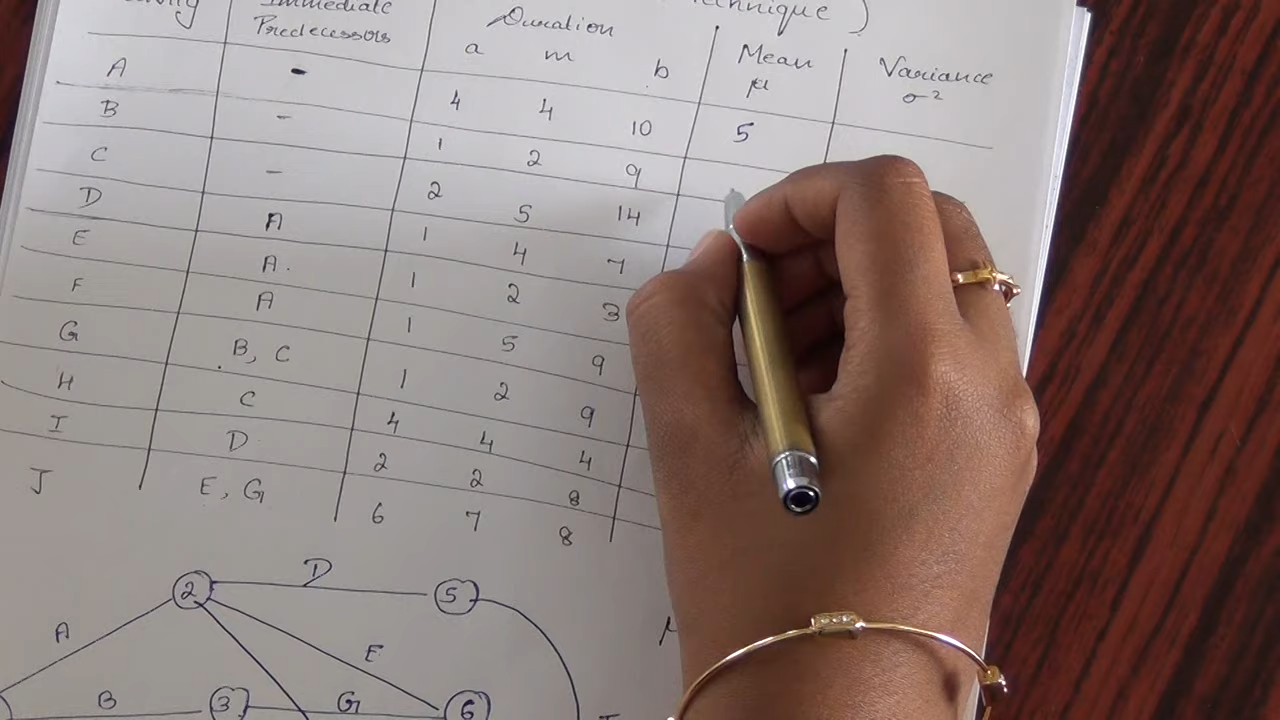 echnique )
Immediate Predecessors
Duration
a m b
Mean μ
Variance σ²
A - 4 4 10 5
B - 1 2 9
C - 2 5 14
D A 1 4 7
E A. 1 2 3
F A 1 5 9
G B, C 1 2 9
H C 4 4 4
I D 2 2 8
J E, G 6 7 8
2 D 5
A E
B 3 G 6